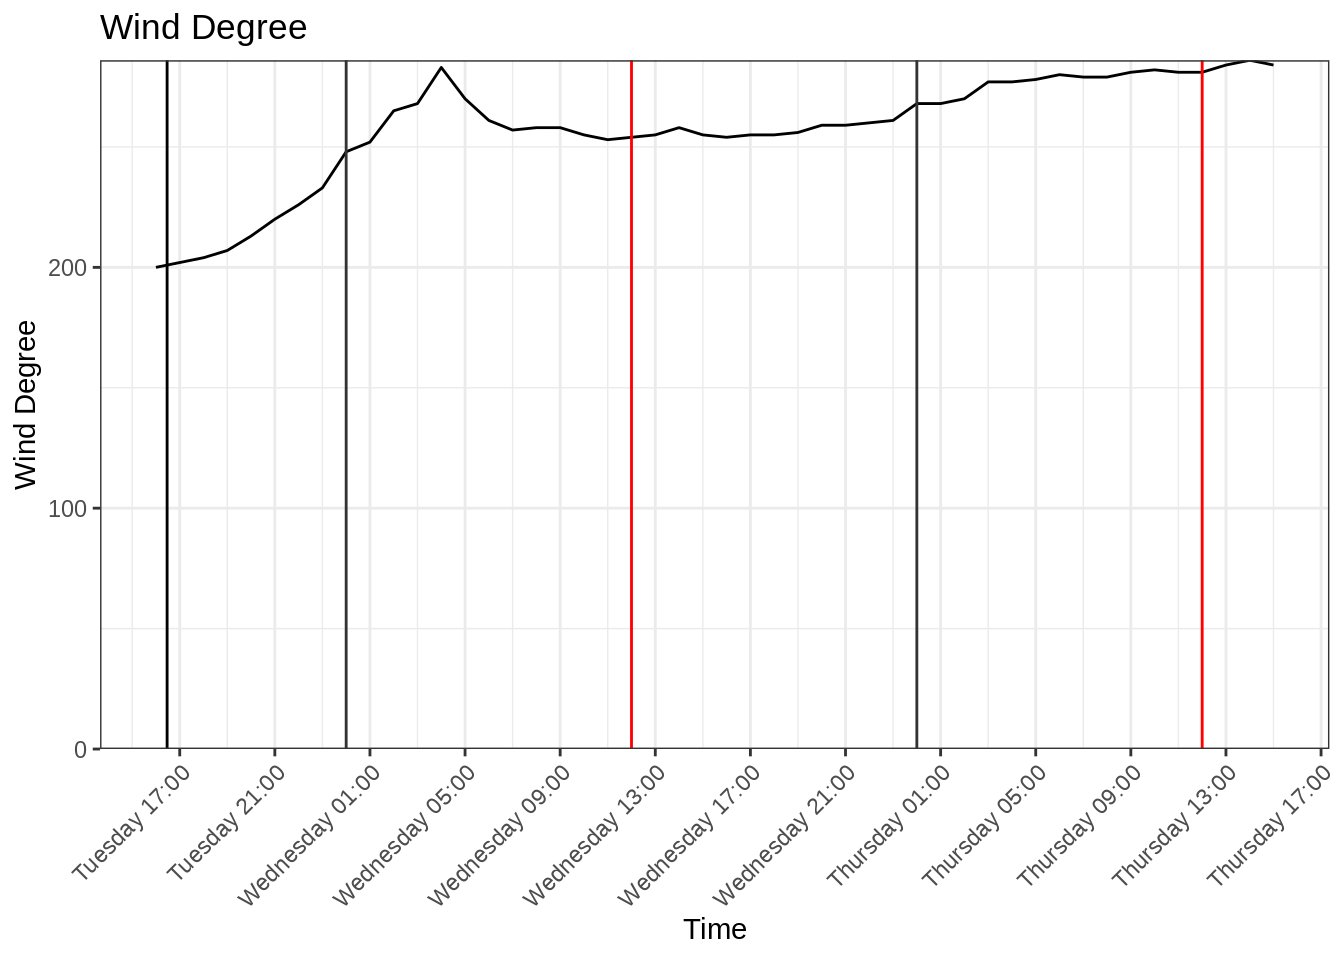 Wind Degree
Wind Degree
200
100
0
Tuesday 17:00
Tuesday 21:00
Wednesday 01:00
Wednesday 05:00
Wednesday 09:00
Wednesday 13:00
Wednesday 17:00
Wednesday 21:00
Thursday 01:00
Thursday 05:00
Thursday 09:00
Thursday 13:00
Thursday 17:00
Time